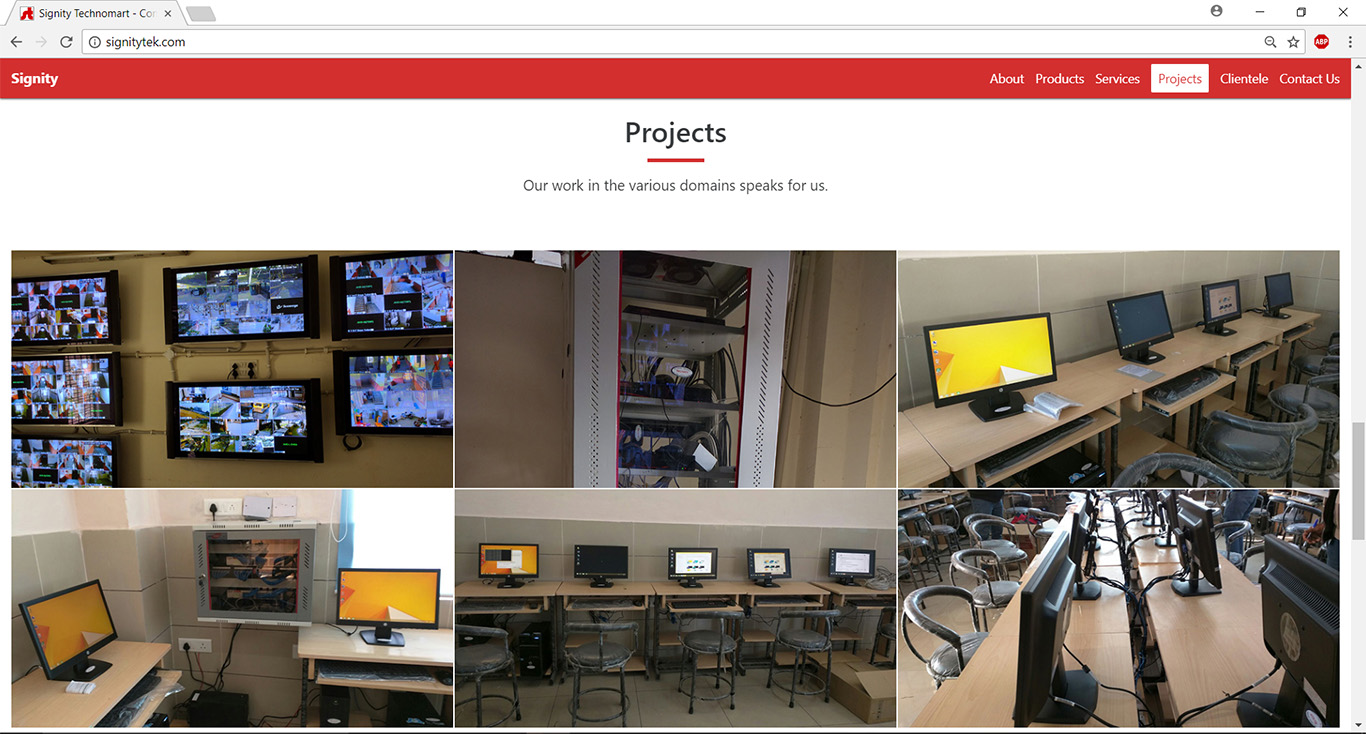 Signity Technomart - Cor
signitytek.com
ABP
Signity
About Products Services Projects Clientele Contact Us
Projects
Our work in the various domains speaks for us.